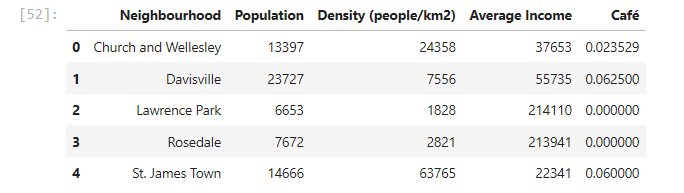 [52]:
Neighbourhood Population Density (people/km2) Average Income Café
0 Church and Wellesley 13397 24358 37653 0.023529
1 Davisville 23727 7556 55735 0.062500
2 Lawrence Park 6653 1828 214110 0.000000
3 Rosedale 7672 2821 213941 0.000000
4 St. James Town 14666 63765 22341 0.060000